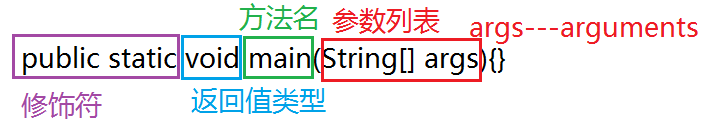 方法名 参数列表 args---arguments
public static void main(String[] args){}
修饰符 返回值类型